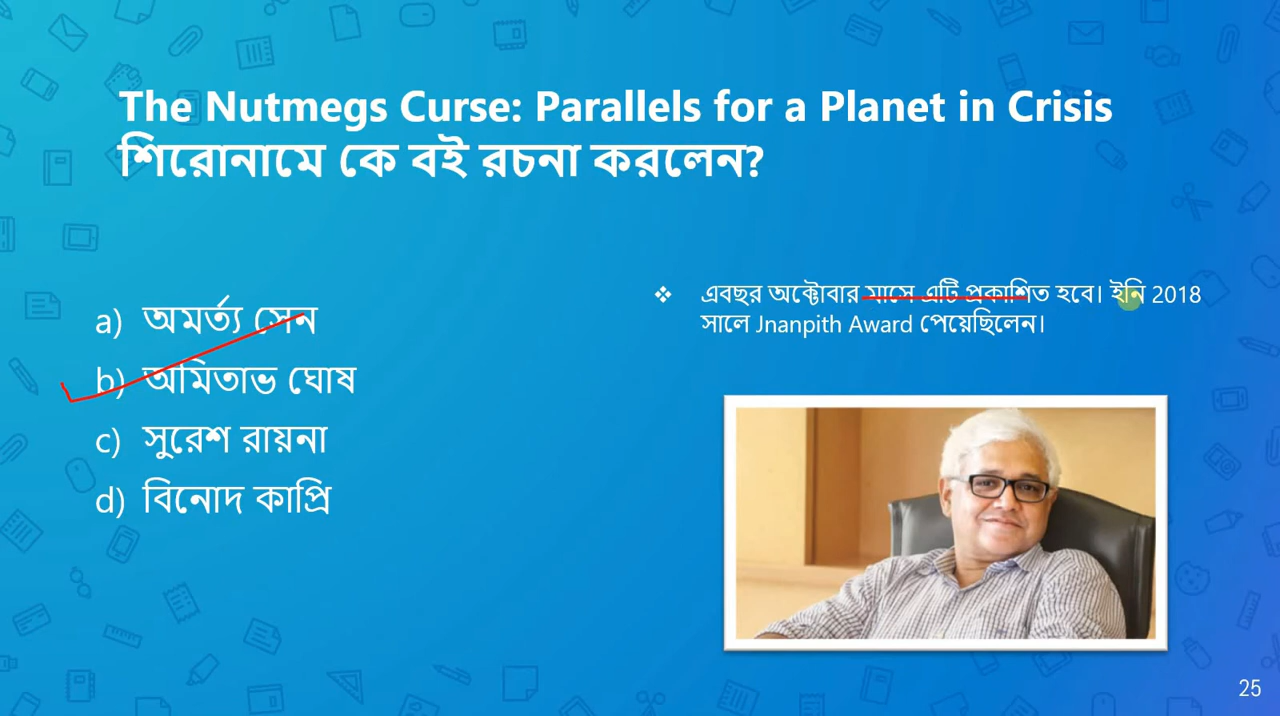 The Nutmegs Curse: Parallels for a Planet in Crisis
শিরোনামে কে বই রচনা করলেন?
a) অমর্ত্য সেন
b) অমিতাভ ঘোষ
c) সুরেশ রায়না
d) বিনোদ কাপ্রি
❖ এবছর অক্টোবার মাসে এটি প্রকাশিত হবে। ইনি 2018
সালে Jnanpith Award পেয়েছিলেন।
25